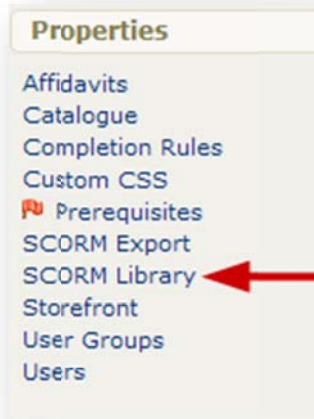 Properties
Affidavits
Catalogue
Completion Rules
Custom CSS
Prerequisites
SCORM Export
SCORM Library
Storefront
User Groups
Users